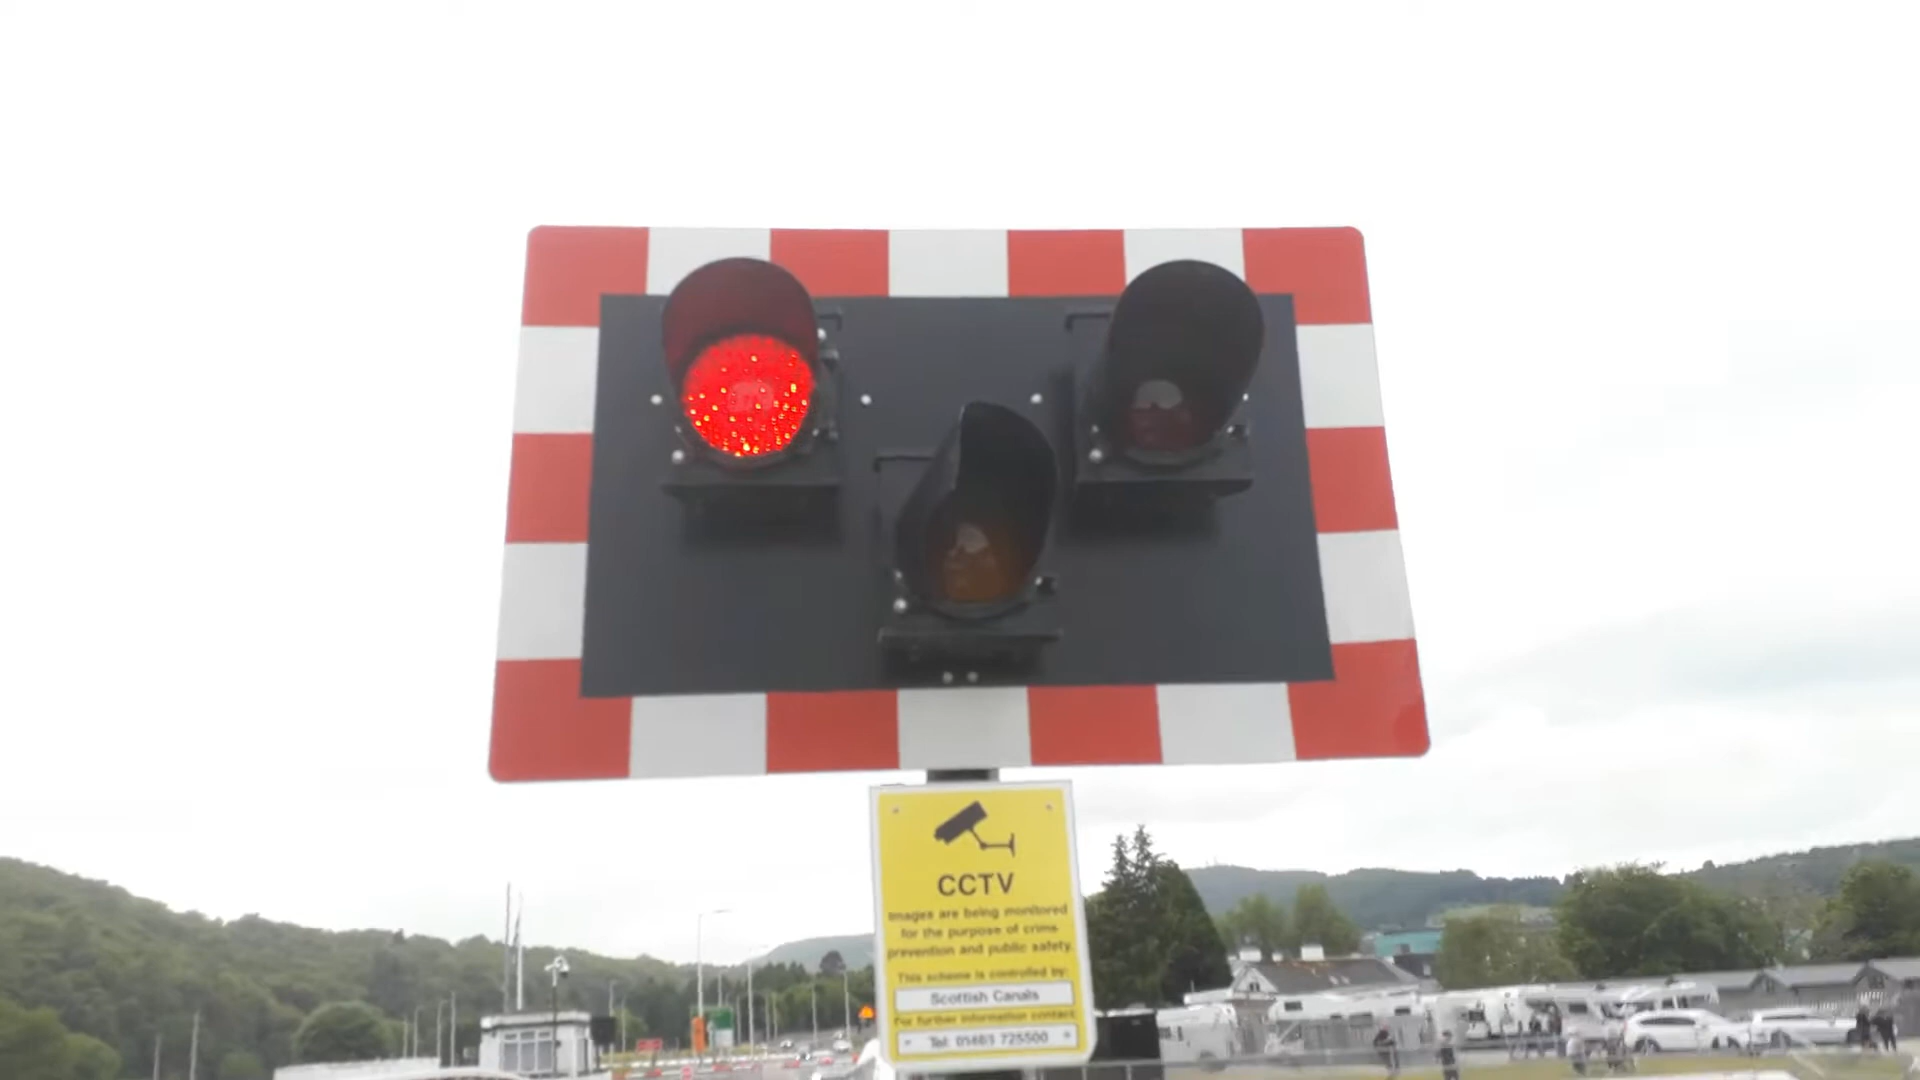 CCTV
Images are being monitored
for the purpose of crime
prevention and public safety.
This scheme is controlled by:
Scottish Canals
For further information contact
Tel: 01463 725500